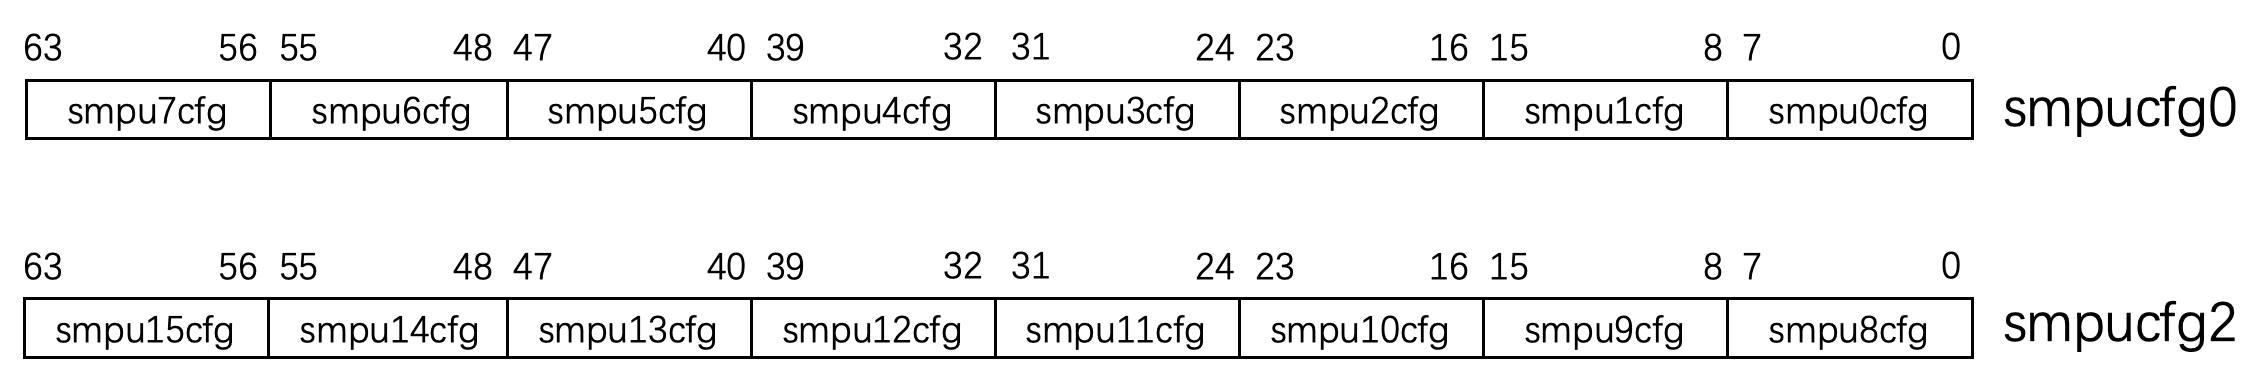 63 56 55 48 47 40 39 32 31 24 23 16 15 8 7 0
smpu7cfg smpu6cfg smpu5cfg smpu4cfg smpu3cfg smpu2cfg smpu1cfg smpu0cfg smpucfg0
63 56 55 48 47 40 39 32 31 24 23 16 15 8 7 0
smpu15cfg smpu14cfg smpu13cfg smpu12cfg smpu11cfg smpu10cfg smpu9cfg smpu8cfg smpucfg2